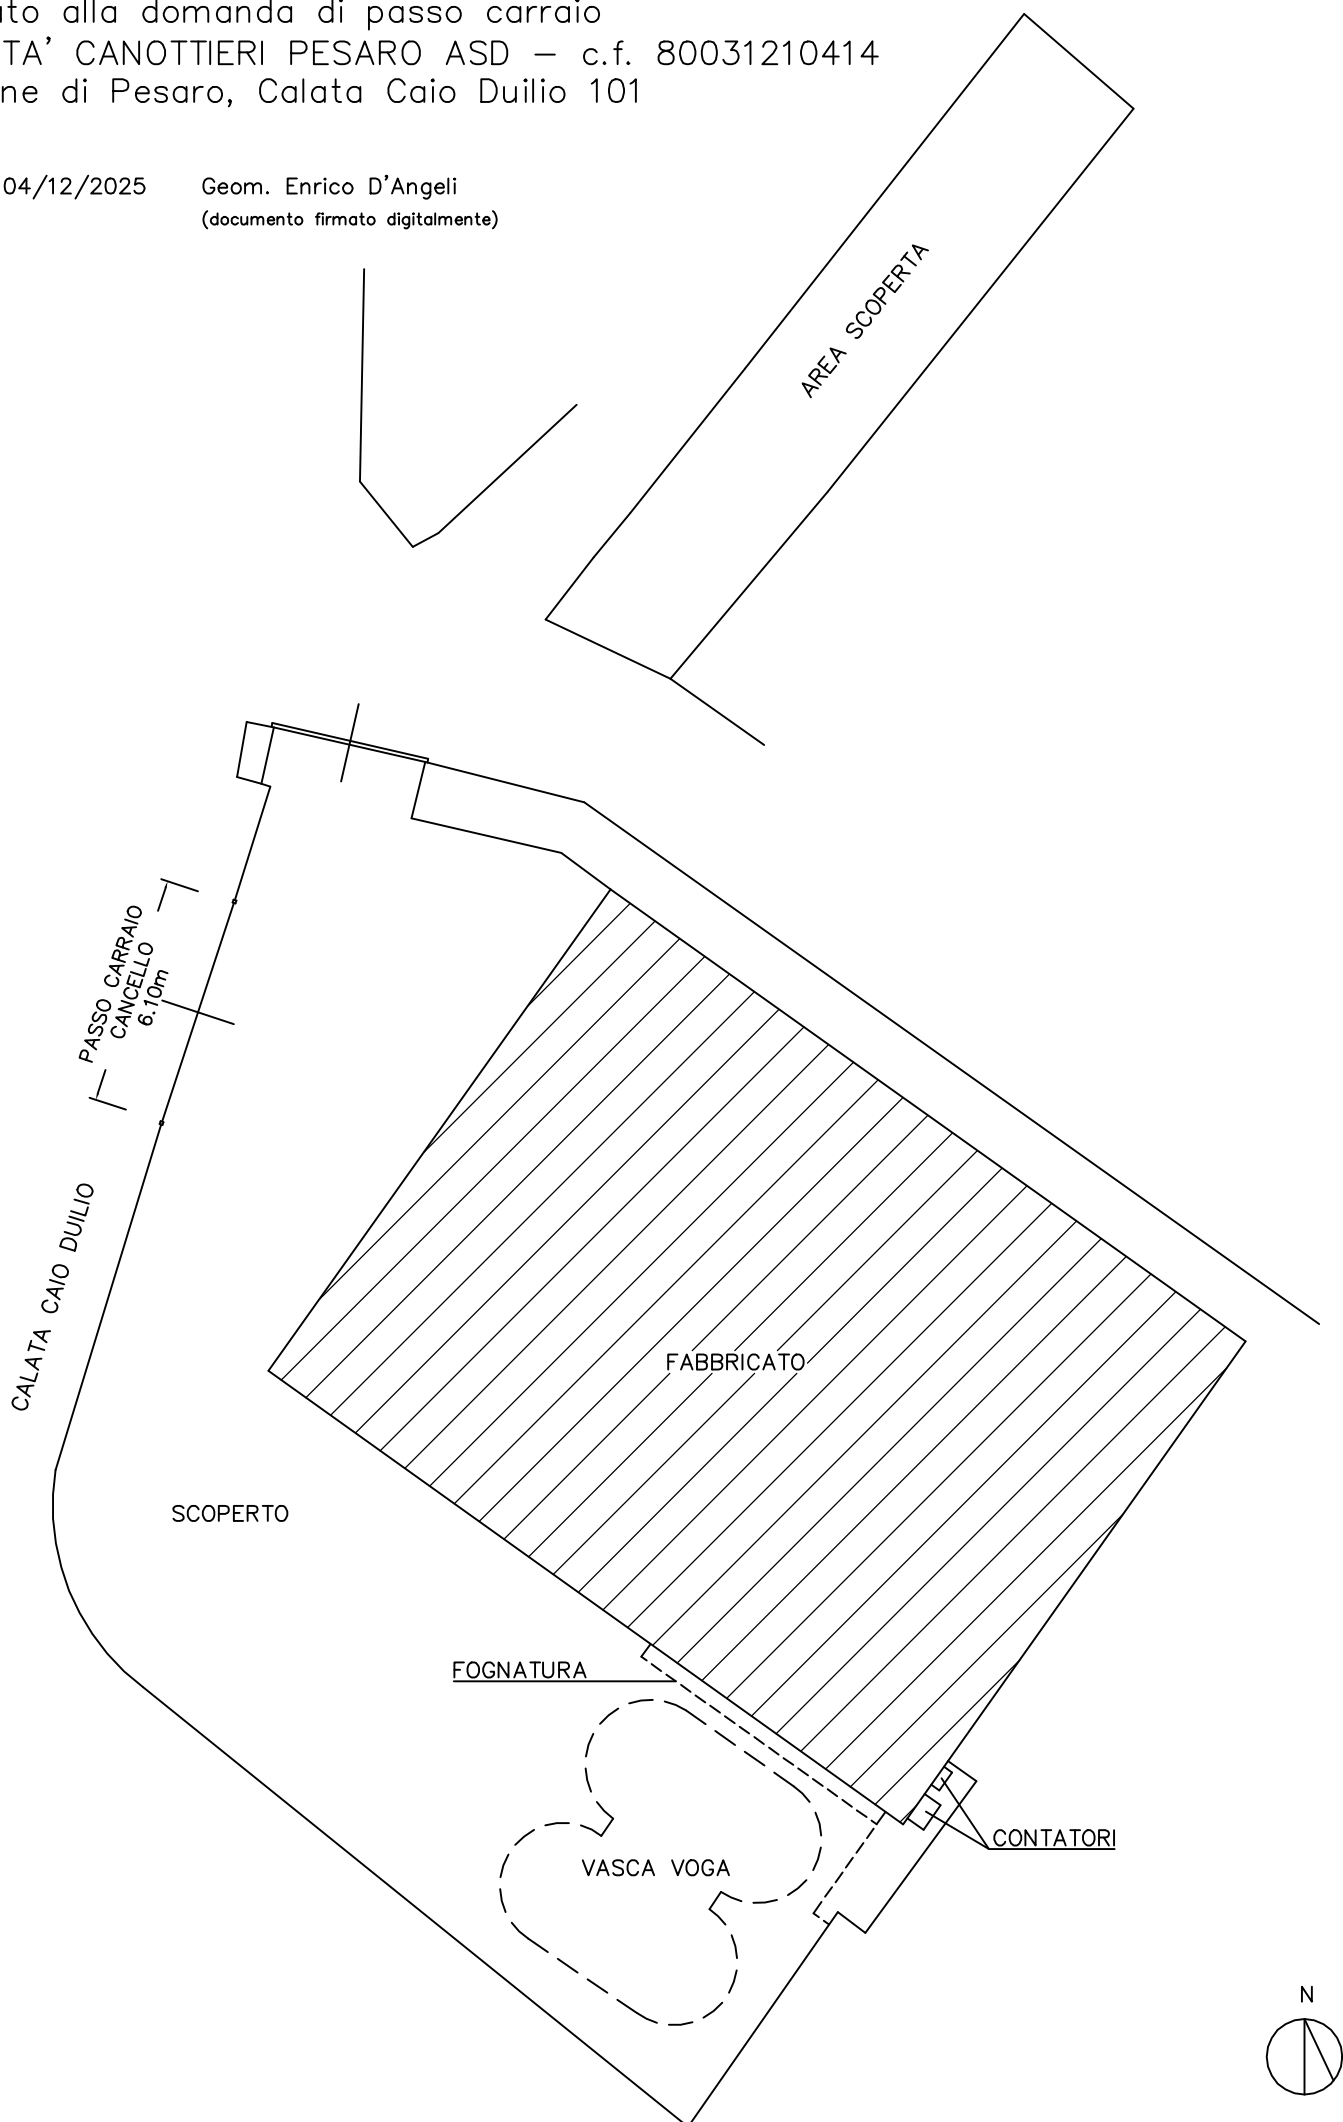 alla domanda di passo carraio
TA' CANOTTIERI PESARO ASD – c.f. 80031210414
ne di Pesaro, Calata Caio Duilio 101
04/12/2025 Geom. Enrico D'Angeli
(documento firmato digitalmente)
AREA SCOPERTA
PASSO CARRAIO
CANCELLO
6.10m
CALATA CAIO DUILIO
FABBRICATO
SCOPERTO
FOGNATURA
VASCA VOGA
CONTATORI
N